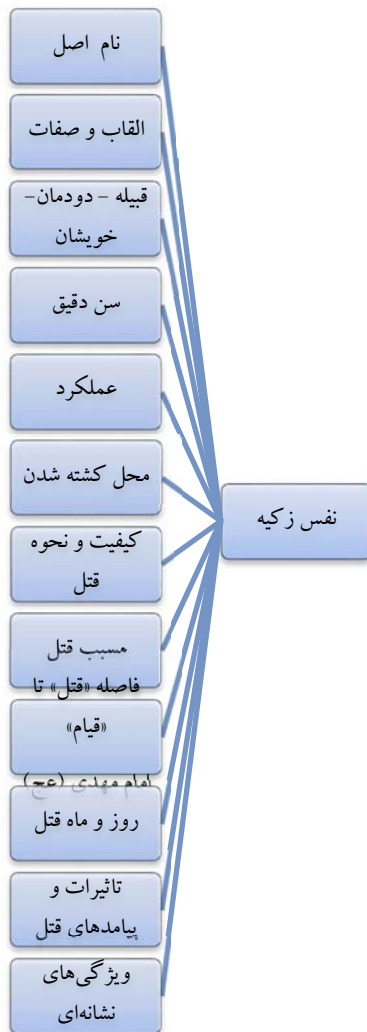 نام اصل
القاب و صفات
قبیله – دودمان–
خویشان
سن دقیق
عملکرد
محل کشته شدن
نفس زکیه
کیفیت و نحوه
قتل
مسبب قتل
فاصله «قتل» تا
«قیام»
امام مهدی (عج)
روز و ماه قتل
تاثیرات و
پیامدهای قتل
ویژگی‌های
نشانه‌ای